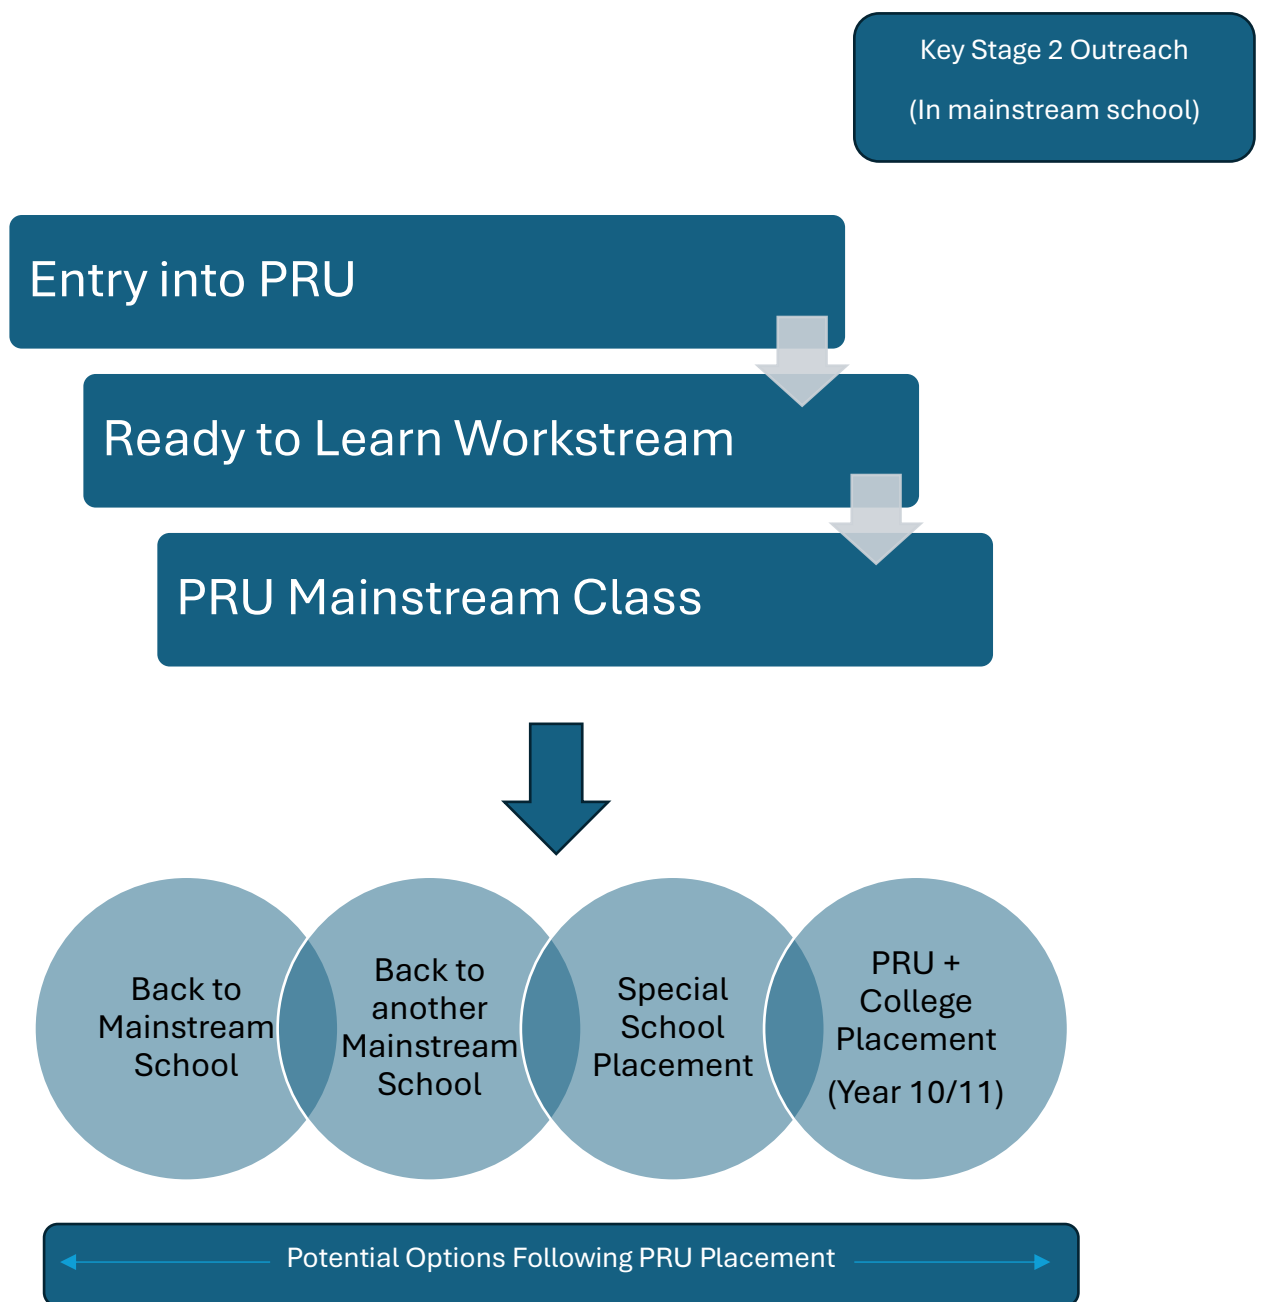 Key Stage 2 Outreach
(In mainstream school)
Entry into PRU
Ready to Learn Workstream
PRU Mainstream Class
Back to
Mainstream
School
Back to
another
Mainstream
School
Special
School
Placement
PRU +
College
Placement
(Year 10/11)
Potential Options Following PRU Placement